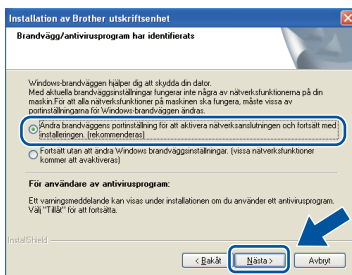 Installation av Brother utskriftsenhet
Brandvägg/antivirusprogram har identifierats
Windows-brandväggen hjälper dig att skydda din dator.
Med aktuella brandväggsinställningar fungerar inte några av nätverksfunktionerna på din
maskin.För att alla nätverksfunktioner på maskinen ska fungera, måste vissa av
portinställningarna för Windows-brandväggen ändras.
Ändra brandväggens portinställning för att aktivera nätverksanslutningen och fortsätt med
installeringen. (rekommenderas)
Fortsätt utan att ändra Windows brandväggsinställningar. (vissa nätverksfunktioner
kommer att avaktiveras)
För användare av antivirusprogram:
Ett varningsmeddelande kan visas under installationen om du använder ett antivirusprogram.
Välj "Tillåt" för att fortsätta.
InstallShield
< Bakåt
Nästa >
Avbryt